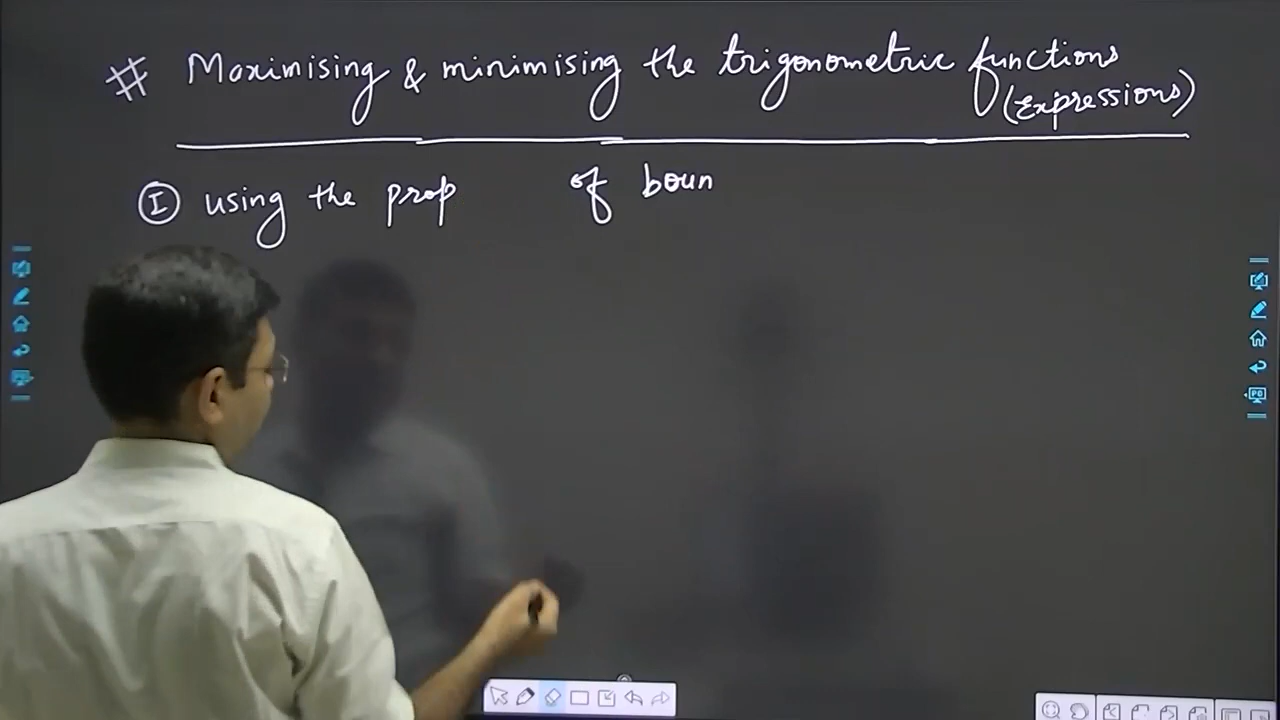 # Maximising & minimising the trigonometric functions
(Expressions)
I using the prop of boun